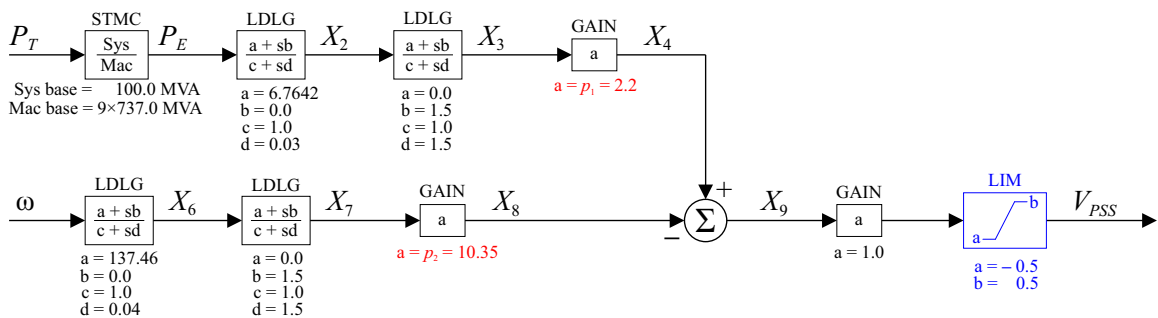 STMC LDLG LDLG GAIN
P_T Sys/Mac P_E (a + sb)/(c + sd) X_2 (a + sb)/(c + sd) X_3 a X_4
Sys base = 100.0 MVA
Mac base = 9×737.0 MVA
a = 6.7642
b = 0.0
c = 1.0
d = 0.03
a = 0.0
b = 1.5
c = 1.0
d = 1.5
a = p_1 = 2.2
LDLG LDLG GAIN GAIN LIM
ω (a + sb)/(c + sd) X_6 (a + sb)/(c + sd) X_7 a X_8 − + Σ X_9 a a b V_PSS
a = 137.46
b = 0.0
c = 1.0
d = 0.04
a = 0.0
b = 1.5
c = 1.0
d = 1.5
a = p_2 = 10.35
a = 1.0
a = – 0.5
b = 0.5